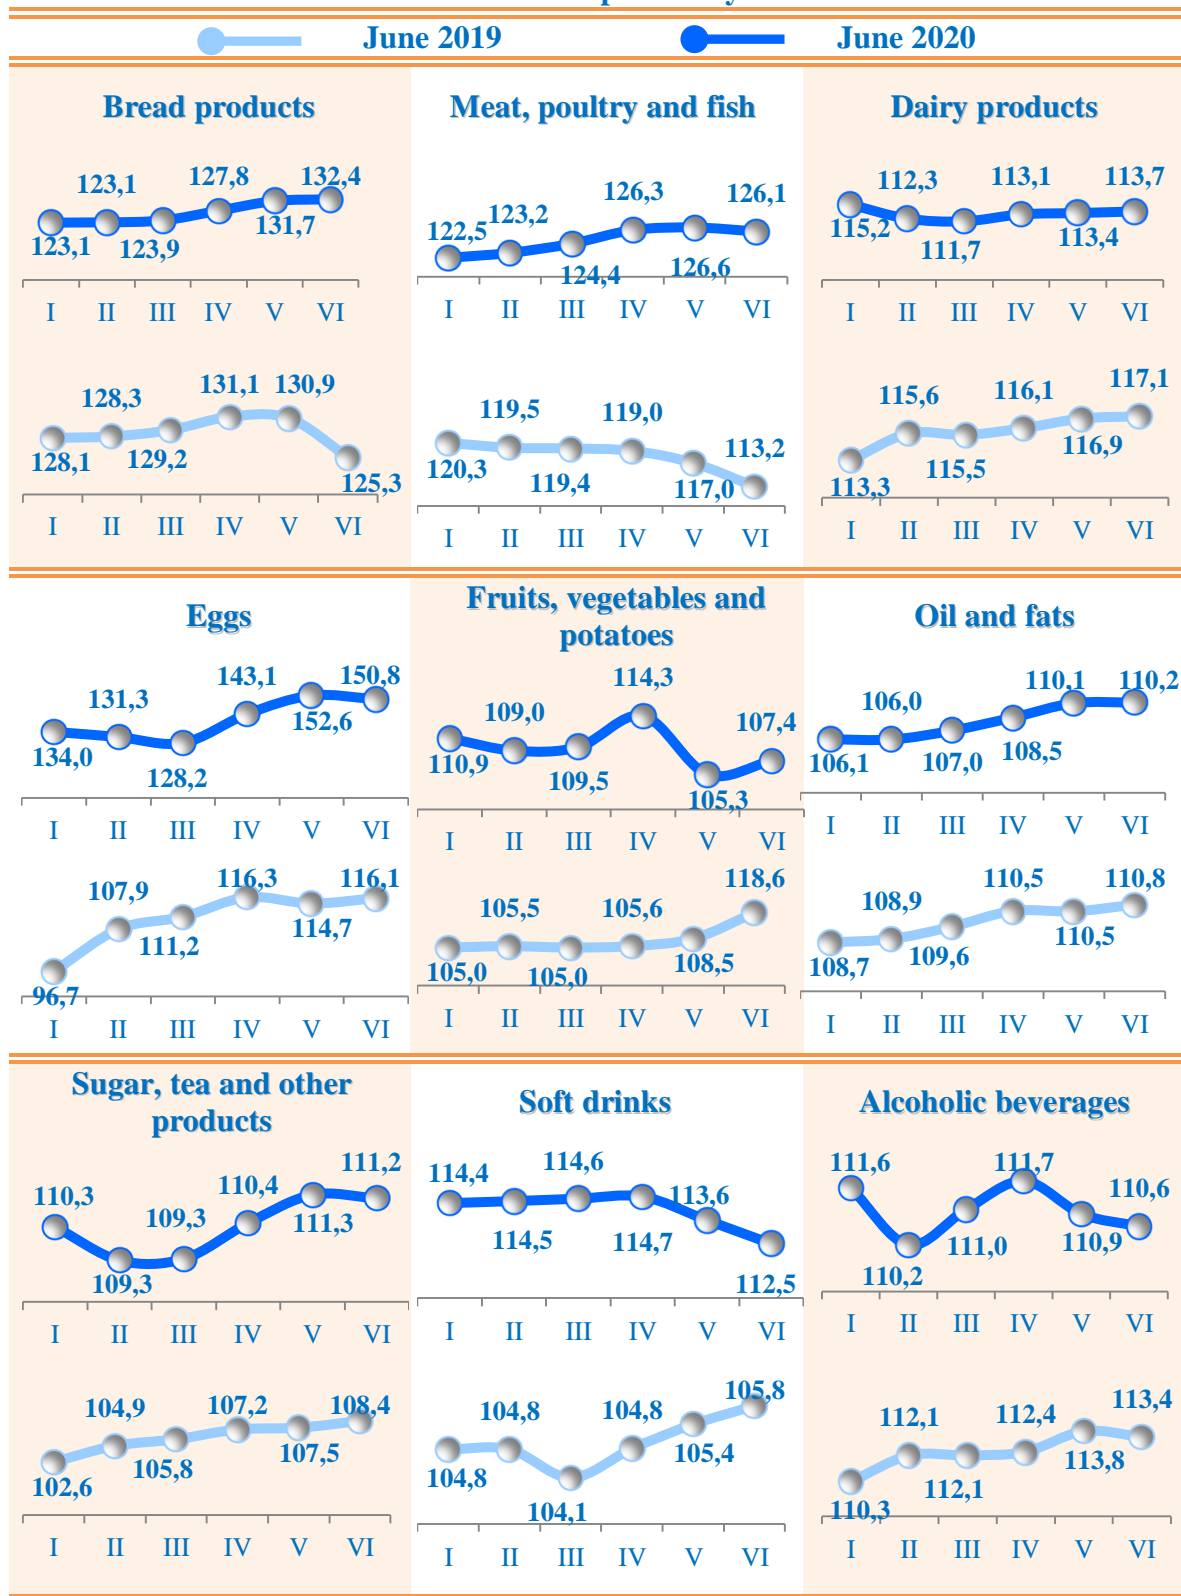 June 2019 June 2020
Bread products
123,1 123,1 123,9 127,8 131,7 132,4
I II III IV V VI
128,1 128,3 129,2 131,1 130,9 125,3
I II III IV V VI
Meat, poultry and fish
122,5 123,2 124,4 126,3 126,6 126,1
I II III IV V VI
120,3 119,5 119,4 119,0 117,0 113,2
I II III IV V VI
Dairy products
115,2 112,3 111,7 113,1 113,4 113,7
I II III IV V VI
113,3 115,6 115,5 116,1 116,9 117,1
I II III IV V VI
Eggs
134,0 131,3 128,2 143,1 152,6 150,8
I II III IV V VI
96,7 107,9 111,2 116,3 114,7 116,1
I II III IV V VI
Fruits, vegetables and
potatoes
110,9 109,0 109,5 114,3 105,3 107,4
I II III IV V VI
105,0 105,5 105,0 105,6 108,5 118,6
I II III IV V VI
Oil and fats
106,1 106,0 107,0 108,5 110,1 110,2
I II III IV V VI
108,7 108,9 109,6 110,5 110,5 110,8
I II III IV V VI
Sugar, tea and other
products
110,3 109,3 109,3 110,4 111,3 111,2
I II III IV V VI
102,6 104,9 105,8 107,2 107,5 108,4
I II III IV V VI
Soft drinks
114,4 114,5 114,6 114,7 113,6 112,5
I II III IV V VI
104,8 104,8 104,1 104,8 105,4 105,8
I II III IV V VI
Alcoholic beverages
111,6 110,2 111,0 111,7 110,9 110,6
I II III IV V VI
110,3 112,1 112,1 112,4 113,8 113,4
I II III IV V VI